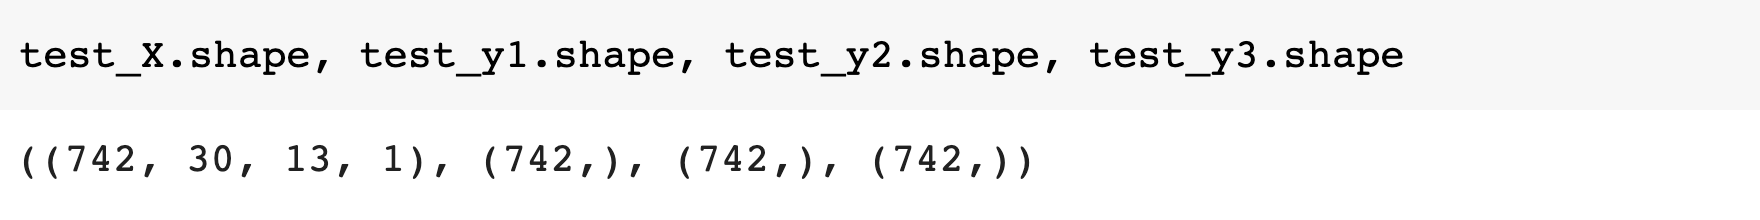 test_X.shape, test_y1.shape, test_y2.shape, test_y3.shape
((742, 30, 13, 1), (742,), (742,), (742,))